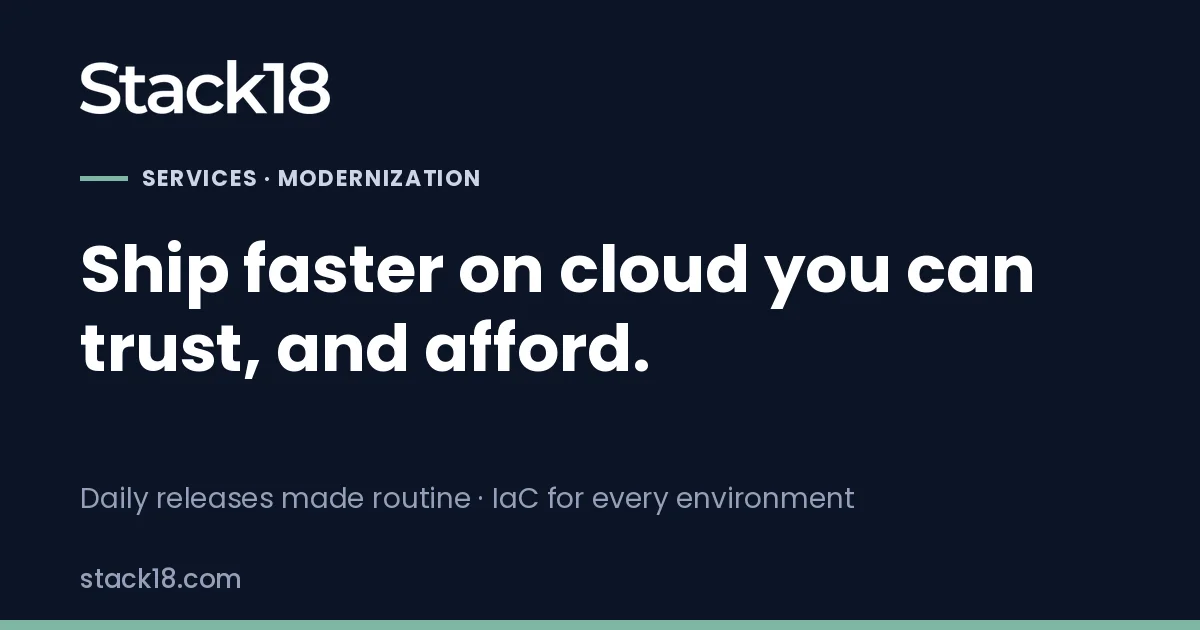 Stack18
SERVICES · MODERNIZATION
Ship faster on cloud you can
trust, and afford.
Daily releases made routine · IaC for every environment
stack18.com